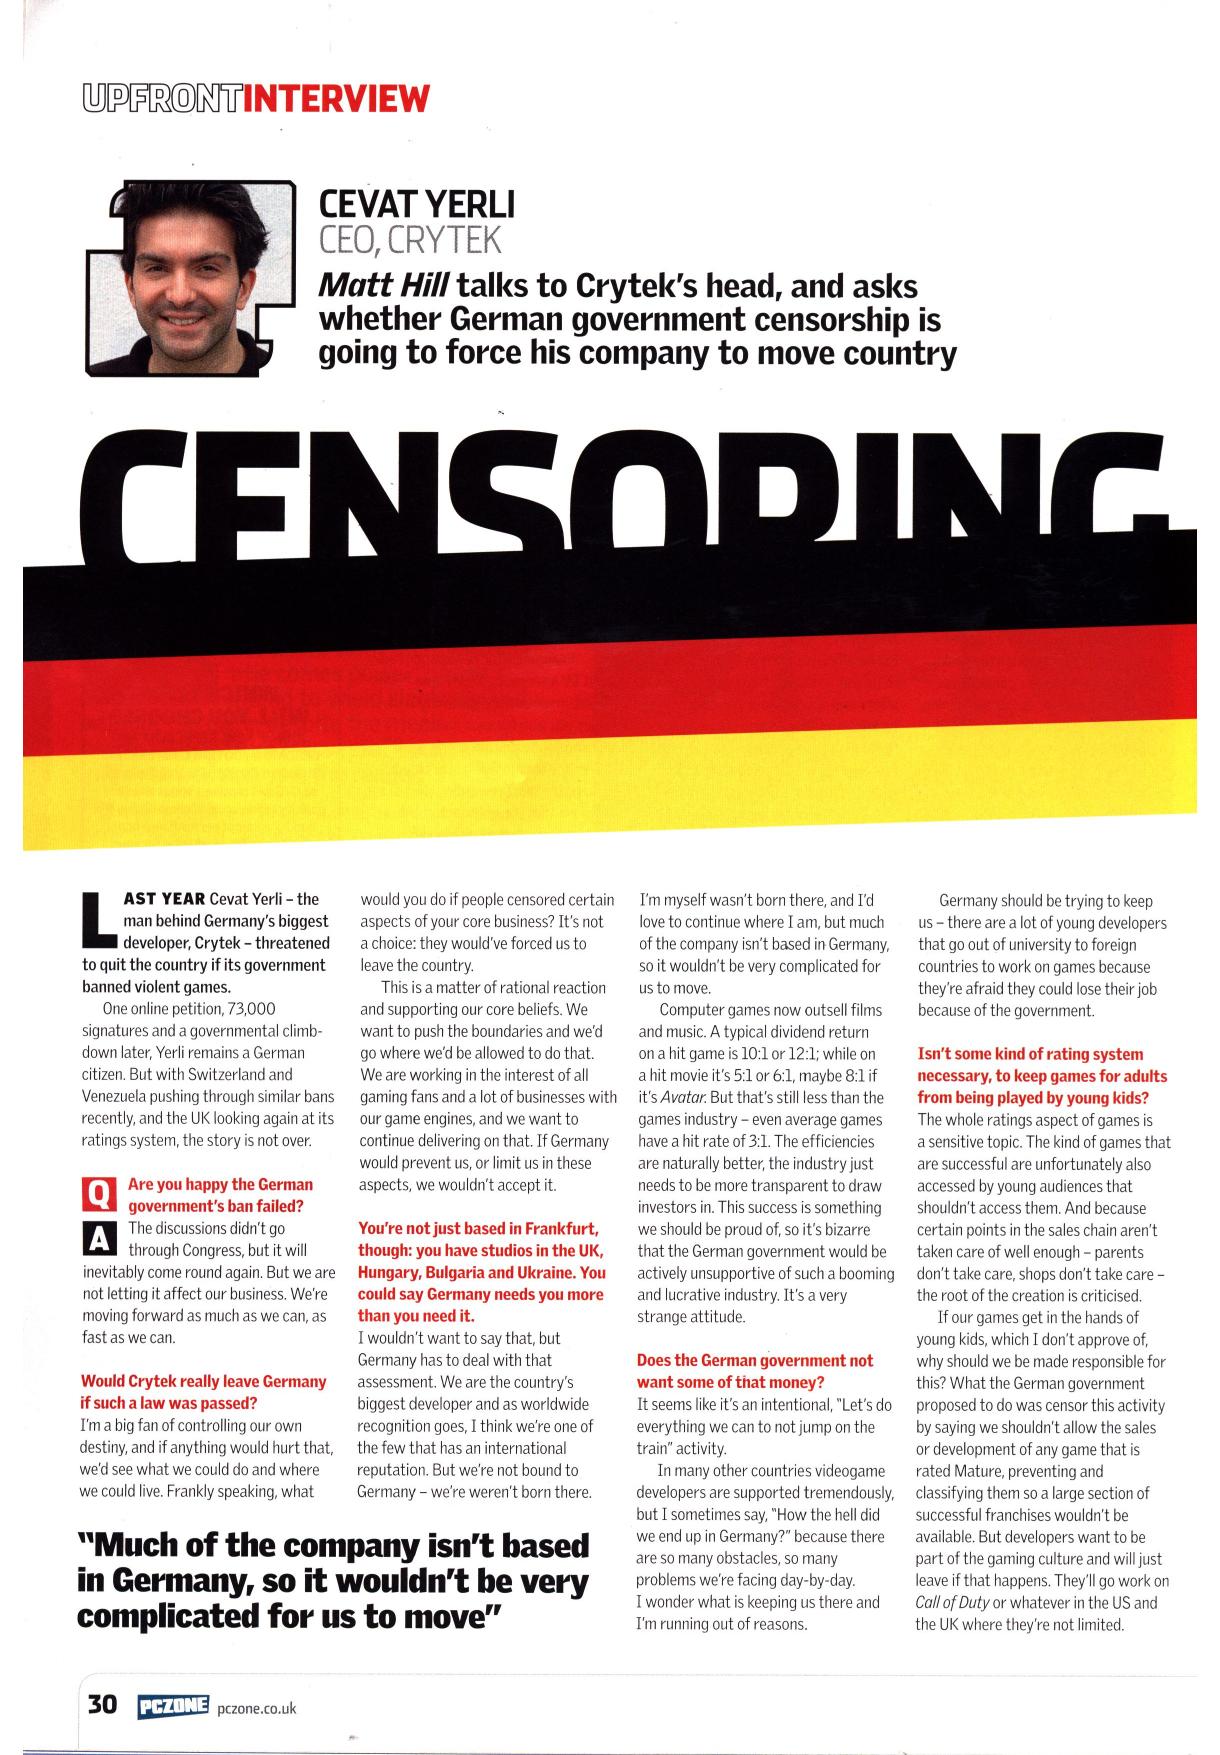 UPFRONTINTERVIEW
CEVAT YERLI
CEO, CRYTEK
Matt Hill talks to Crytek's head, and asks
whether German government censorship is
going to force his company to move country
CENSORING
LAST YEAR Cevat Yerli – the
man behind Germany's biggest
developer, Crytek – threatened
to quit the country if its government
banned violent games.
One online petition, 73,000
signatures and a governmental climb-
down later, Yerli remains a German
citizen. But with Switzerland and
Venezuela pushing through similar bans
recently, and the UK looking again at its
ratings system, the story is not over.
Q Are you happy the German
government's ban failed?
A The discussions didn't go
through Congress, but it will
inevitably come round again. But we are
not letting it affect our business. We're
moving forward as much as we can, as
fast as we can.
Would Crytek really leave Germany
if such a law was passed?
I'm a big fan of controlling our own
destiny, and if anything would hurt that,
we'd see what we could do and where
we could live. Frankly speaking, what
would you do if people censored certain
aspects of your core business? It's not
a choice: they would've forced us to
leave the country.
This is a matter of rational reaction
and supporting our core beliefs. We
want to push the boundaries and we'd
go where we'd be allowed to do that.
We are working in the interest of all
gaming fans and a lot of businesses with
our game engines, and we want to
continue delivering on that. If Germany
would prevent us, or limit us in these
aspects, we wouldn't accept it.
You're not just based in Frankfurt,
though: you have studios in the UK,
Hungary, Bulgaria and Ukraine. You
could say Germany needs you more
than you need it.
I wouldn't want to say that, but
Germany has to deal with that
assessment. We are the country's
biggest developer and as worldwide
recognition goes, I think we're one of
the few that has an international
reputation. But we're not bound to
Germany – we're weren't born there.
"Much of the company isn't based
in Germany, so it wouldn't be very
complicated for us to move"
I'm myself wasn't born there, and I'd
love to continue where I am, but much
of the company isn't based in Germany,
so it wouldn't be very complicated for
us to move.
Computer games now outsell films
and music. A typical dividend return
on a hit game is 10:1 or 12:1; while on
a hit movie it's 5:1 or 6:1, maybe 8:1 if
it's Avatar. But that's still less than the
games industry – even average games
have a hit rate of 3:1. The efficiencies
are naturally better, the industry just
needs to be more transparent to draw
investors in. This success is something
we should be proud of, so it's bizarre
that the German government would be
actively unsupportive of such a booming
and lucrative industry. It's a very
strange attitude.
Does the German government not
want some of that money?
It seems like it's an intentional, "Let's do
everything we can to not jump on the
train" activity.
In many other countries videogame
developers are supported tremendously,
but I sometimes say, "How the hell did
we end up in Germany?" because there
are so many obstacles, so many
problems we're facing day-by-day.
I wonder what is keeping us there and
I'm running out of reasons.
Germany should be trying to keep
us – there are a lot of young developers
that go out of university to foreign
countries to work on games because
they're afraid they could lose their job
because of the government.
Isn't some kind of rating system
necessary, to keep games for adults
from being played by young kids?
The whole ratings aspect of games is
a sensitive topic. The kind of games that
are successful are unfortunately also
accessed by young audiences that
shouldn't access them. And because
certain points in the sales chain aren't
taken care of well enough – parents
don't take care, shops don't take care –
the root of the creation is criticised.
If our games get in the hands of
young kids, which I don't approve of,
why should we be made responsible for
this? What the German government
proposed to do was censor this activity
by saying we shouldn't allow the sales
or development of any game that is
rated Mature, preventing and
classifying them so a large section of
successful franchises wouldn't be
available. But developers want to be
part of the gaming culture and will just
leave if that happens. They'll go work on
Call of Duty or whatever in the US and
the UK where they're not limited.
30 PCZONE pczone.co.uk